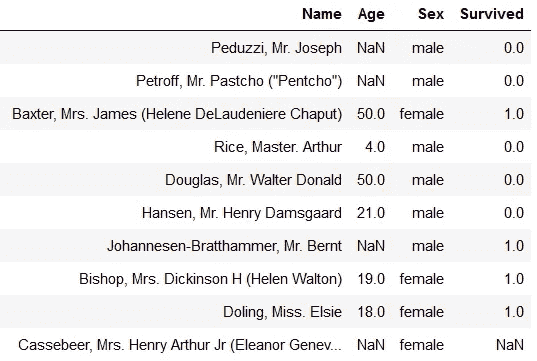 Name Age Sex Survived
Peduzzi, Mr. Joseph NaN male 0.0
Petroff, Mr. Pastcho ("Pentcho") NaN male 0.0
Baxter, Mrs. James (Helene DeLaudeniere Chaput) 50.0 female 1.0
Rice, Master. Arthur 4.0 male 0.0
Douglas, Mr. Walter Donald 50.0 male 0.0
Hansen, Mr. Henry Damsgaard 21.0 male 0.0
Johannesen-Bratthammer, Mr. Bernt NaN male 1.0
Bishop, Mrs. Dickinson H (Helen Walton) 19.0 female 1.0
Doling, Miss. Elsie 18.0 female 1.0
Cassebeer, Mrs. Henry Arthur Jr (Eleanor Genev... NaN female NaN